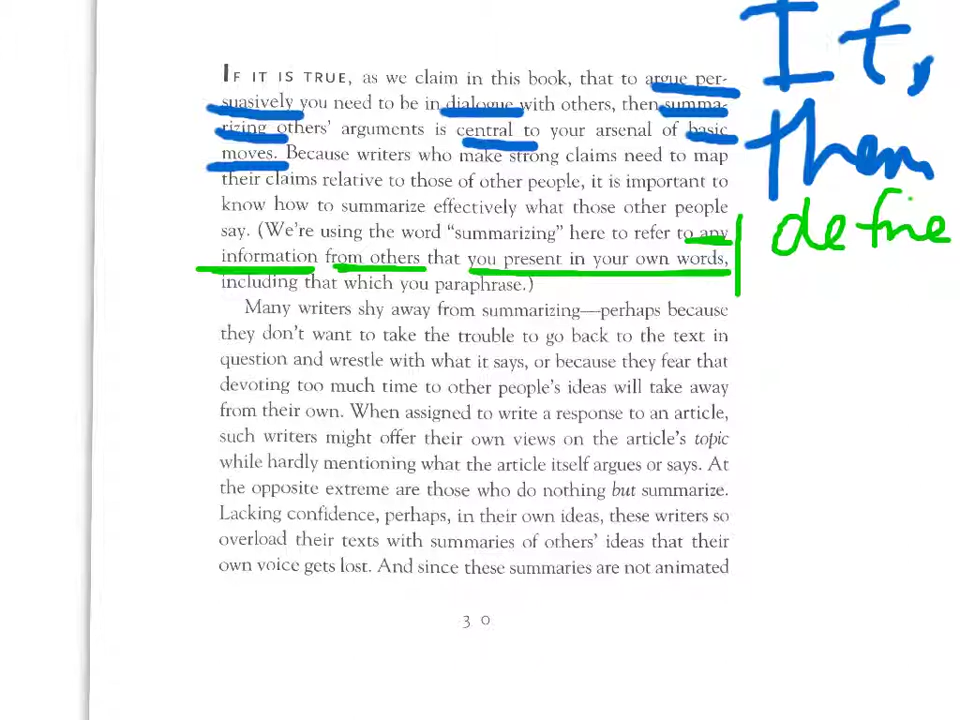 IF IT IS TRUE, as we claim in this book, that to argue per-
suasively you need to be in dialogue with others, then summa-
rizing others' arguments is central to your arsenal of basic
moves. Because writers who make strong claims need to map
their claims relative to those of other people, it is important to
know how to summarize effectively what those other people
say. (We're using the word "summarizing" here to refer to any
information from others that you present in your own words,
including that which you paraphrase.)
Many writers shy away from summarizing—perhaps because
they don't want to take the trouble to go back to the text in
question and wrestle with what it says, or because they fear that
devoting too much time to other people's ideas will take away
from their own. When assigned to write a response to an article,
such writers might offer their own views on the article's topic
while hardly mentioning what the article itself argues or says. At
the opposite extreme are those who do nothing but summarize.
Lacking confidence, perhaps, in their own ideas, these writers so
overload their texts with summaries of others' ideas that their
own voice gets lost. And since these summaries are not animated
30
If,
then
define